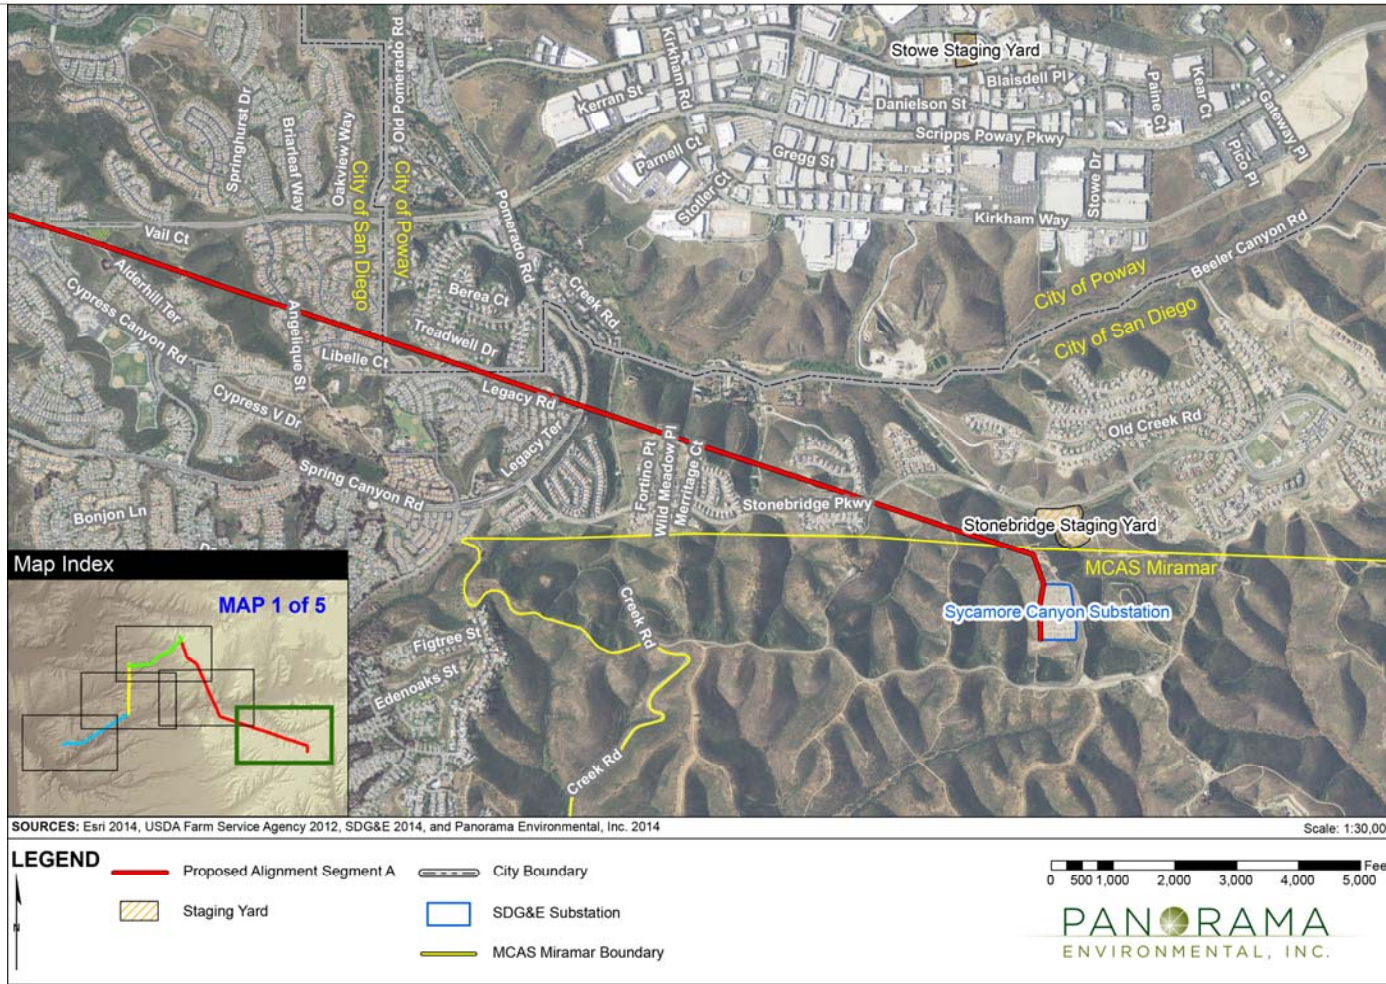 Stowe Staging Yard
Old Pomerado Rd
Kirkham Rd
Kerran St
Blaisdell Pl
Danielson St
Paine Ct
Kear Ct
Gateway Pl
Springhurst Dr
Briarleaf Way
Oakview Way
Scripps Poway Pkwy
Parnell Ct
Gregg St
Pico Pl
Stotler Ct
Stowe Dr
Kirkham Way
City of San Diego
City of Poway
Pomerado Rd
Vail Ct
Beeler Canyon Rd
City of Poway
City of San Diego
Alderhill Ter
Cypress Canyon Rd
Angelique St
Berea Ct
Creek Rd
Treadwell Dr
Libelle Ct
Legacy Rd
Cypress V Dr
Old Creek Rd
Legacy Ter
Spring Canyon Rd
Fortino Pt
Wild Meadow Pl
Merritage Ct
Stonebridge Pkwy
Bonjon Ln
Stonebridge Staging Yard
MCAS Miramar
Sycamore Canyon Substation
Creek Rd
Figtree St
Edenoaks St
Creek Rd
Map Index
MAP 1 of 5
SOURCES: Esri 2014, USDA Farm Service Agency 2012, SDG&E 2014, and Panorama Environmental, Inc. 2014
Scale: 1:30,00
LEGEND
N
Proposed Alignment Segment A
City Boundary
Staging Yard
SDG&E Substation
MCAS Miramar Boundary
Fee
0 500 1,000 2,000 3,000 4,000 5,000
PANORAMA
ENVIRONMENTAL, INC.